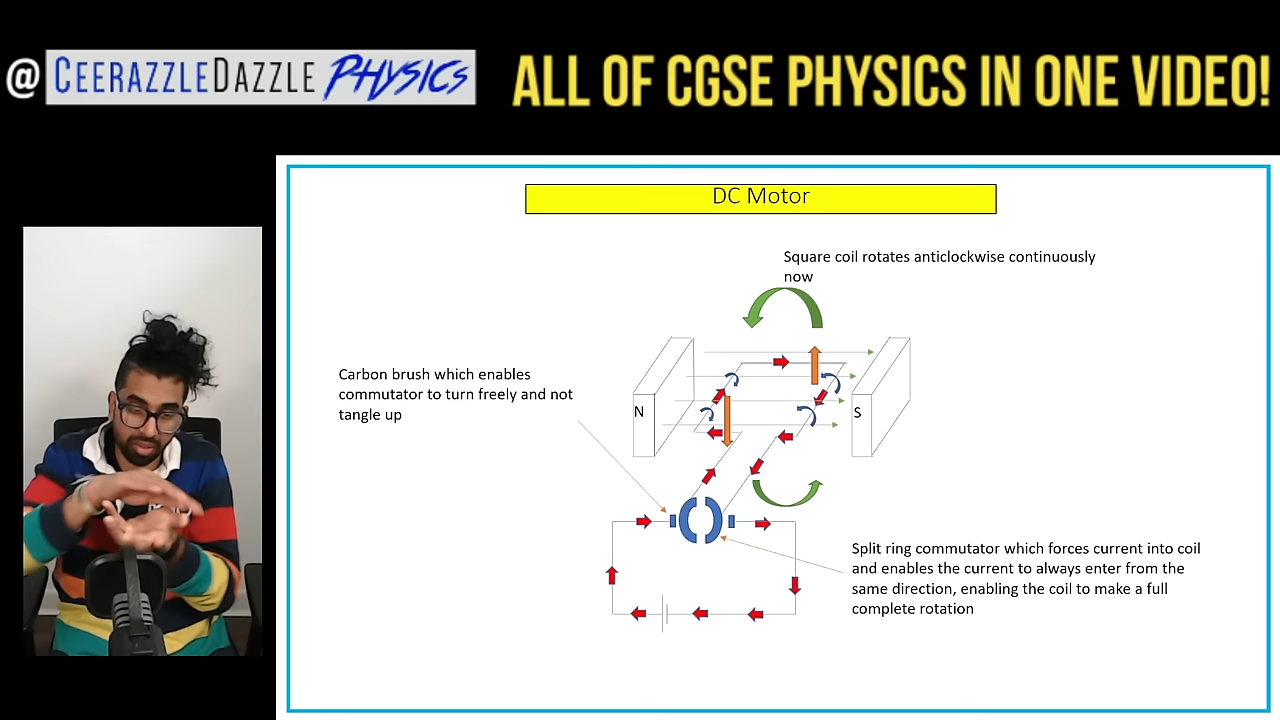 @ CEERAZZLEDAZZLE PHYSICS
ALL OF CGSE PHYSICS IN ONE VIDEO!
DC Motor
Square coil rotates anticlockwise continuously
now
Carbon brush which enables
commutator to turn freely and not
tangle up
N
S
Split ring commutator which forces current into coil
and enables the current to always enter from the
same direction, enabling the coil to make a full
complete rotation